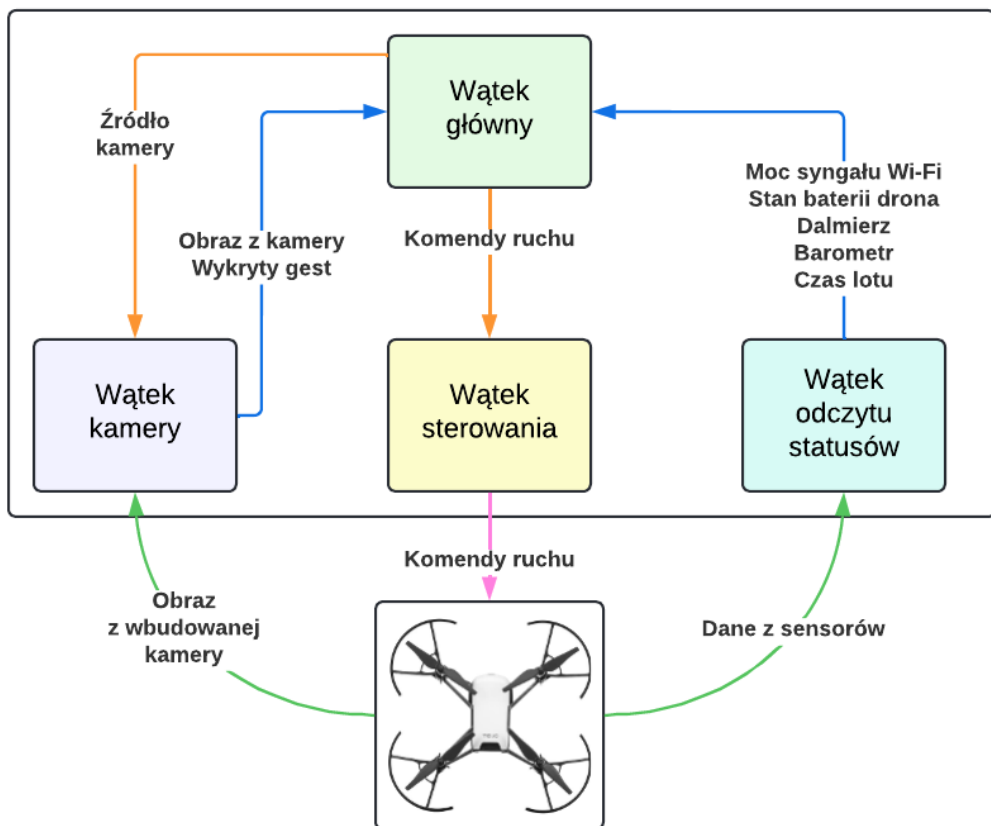 Wątek
główny
Źródło
kamery
Obraz z kamery
Wykryty gest
Komendy ruchu
Moc syngału Wi-Fi
Stan baterii drona
Dalmierz
Barometr
Czas lotu
Wątek
kamery
Wątek
sterowania
Wątek
odczytu
statusów
Komendy ruchu
Obraz
z wbudowanej
kamery
Dane z sensorów